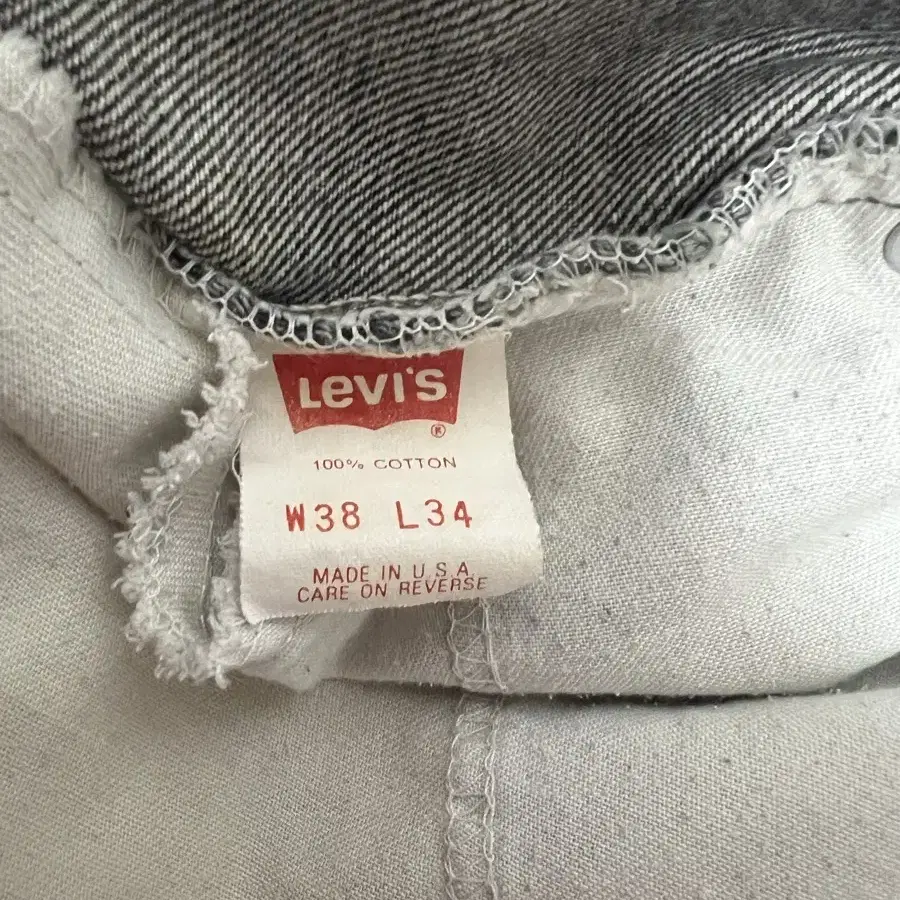 LEVI'S
®
100% COTTON
W38 L34
MADE IN U.S.A.
CARE ON REVERSE